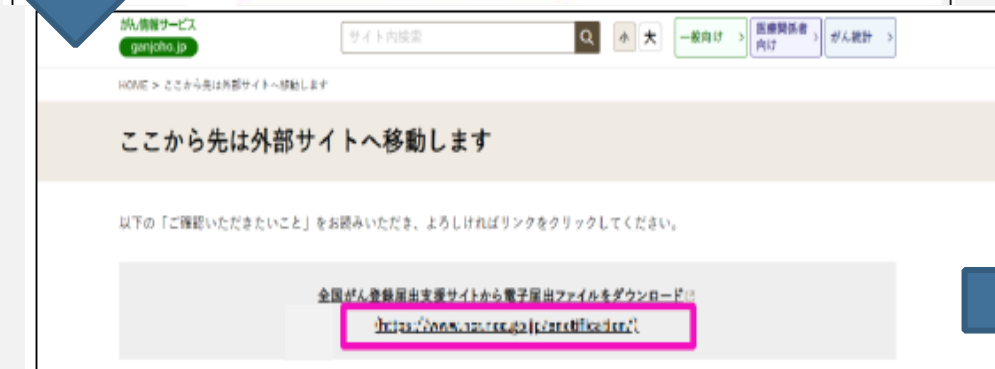 がん情報サービス
ganjoho.jp
サイト内検索
小 大
一般向け >
医療関係者
向け >
がん統計 >
HOME > ここから先は外部サイトへ移動します
ここから先は外部サイトへ移動します
以下の「ご確認いただきたいこと」をお読みいただき、よろしければリンクをクリックしてください。
全国がん登録届出支援サイトから電子届出ファイルをダウンロード